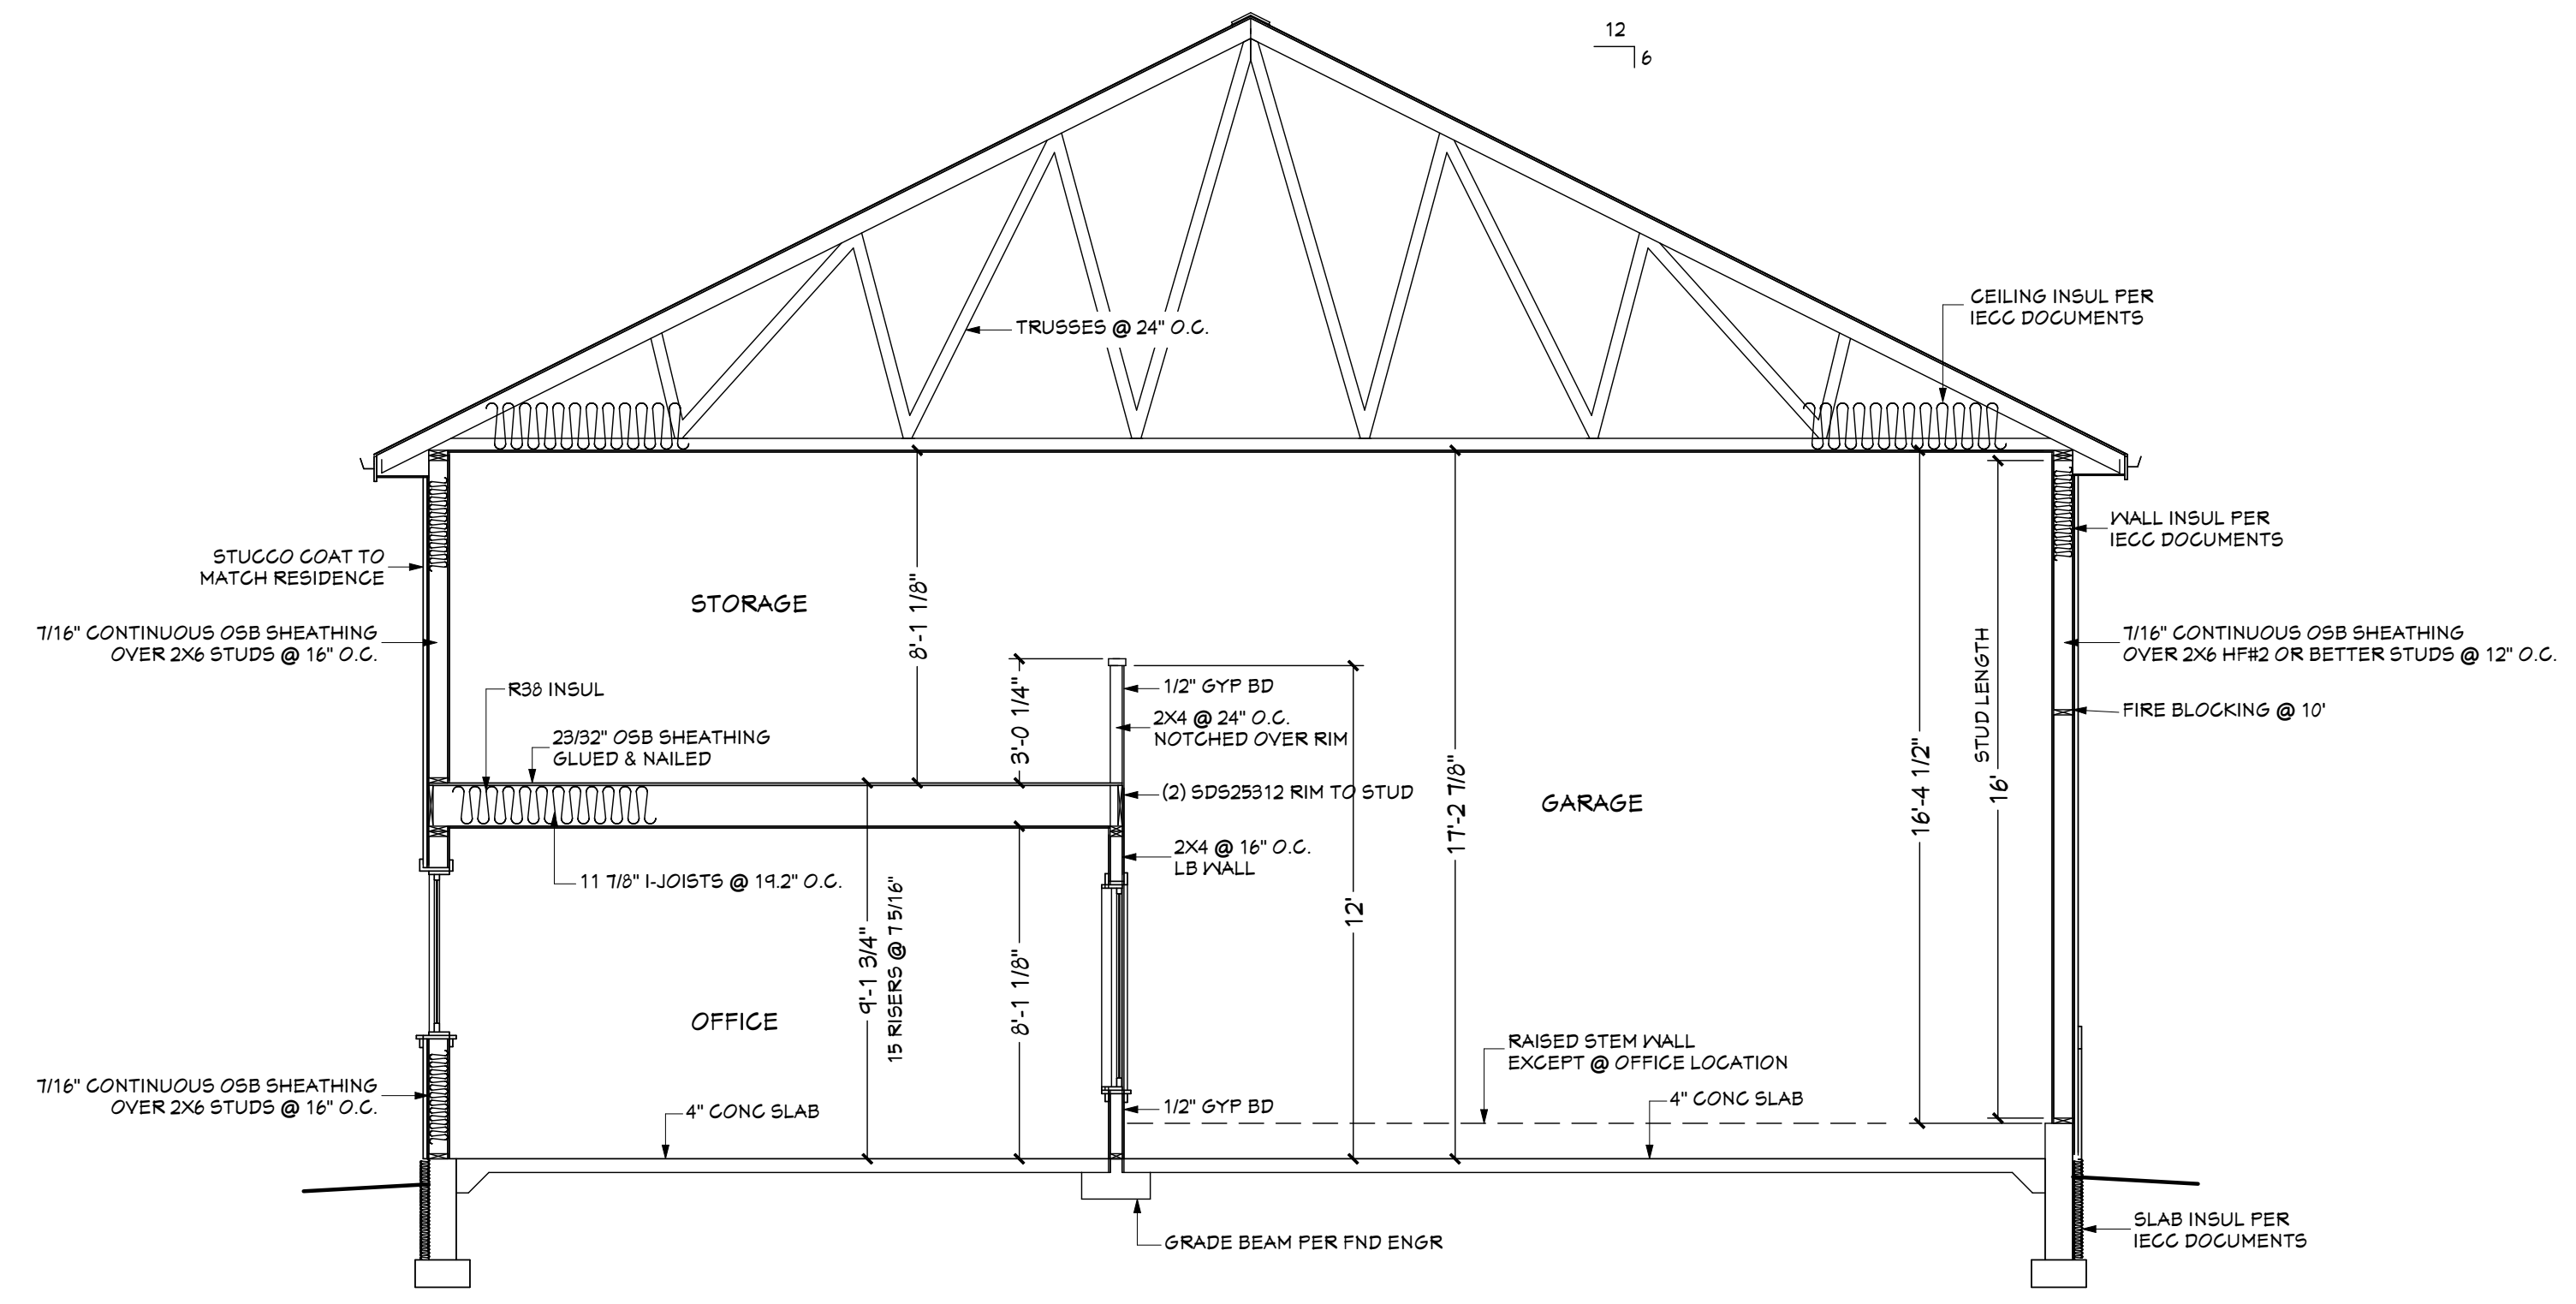 12
6
CEILING INSUL PER
IECC DOCUMENTS
TRUSSES @ 24" O.C.
WALL INSUL PER
IECC DOCUMENTS
STUCCO COAT TO
MATCH RESIDENCE
STORAGE
8'-1 1/8"
7/16" CONTINUOUS OSB SHEATHING
OVER 2X6 STUDS @ 16" O.C.
7/16" CONTINUOUS OSB SHEATHING
OVER 2X6 HF#2 OR BETTER STUDS @ 12" O.C.
STUD LENGTH
16'
R38 INSUL
1/2" GYP BD
3'-0 1/4"
2X4 @ 24" O.C.
NOTCHED OVER RIM
FIRE BLOCKING @ 10'
23/32" OSB SHEATHING
GLUED & NAILED
(2) SDS25312 RIM TO STUD
17'-2 7/8"
GARAGE
16'-4 1/2"
2X4 @ 16" O.C.
LB WALL
11 7/8" I-JOISTS @ 19.2" O.C.
12'
9'-1 3/4"
15 RISERS @ 7 5/16"
8'-1 1/8"
OFFICE
RAISED STEM WALL
EXCEPT @ OFFICE LOCATION
7/16" CONTINUOUS OSB SHEATHING
OVER 2X6 STUDS @ 16" O.C.
4" CONC SLAB
1/2" GYP BD
4" CONC SLAB
GRADE BEAM PER FND ENGR
SLAB INSUL PER
IECC DOCUMENTS